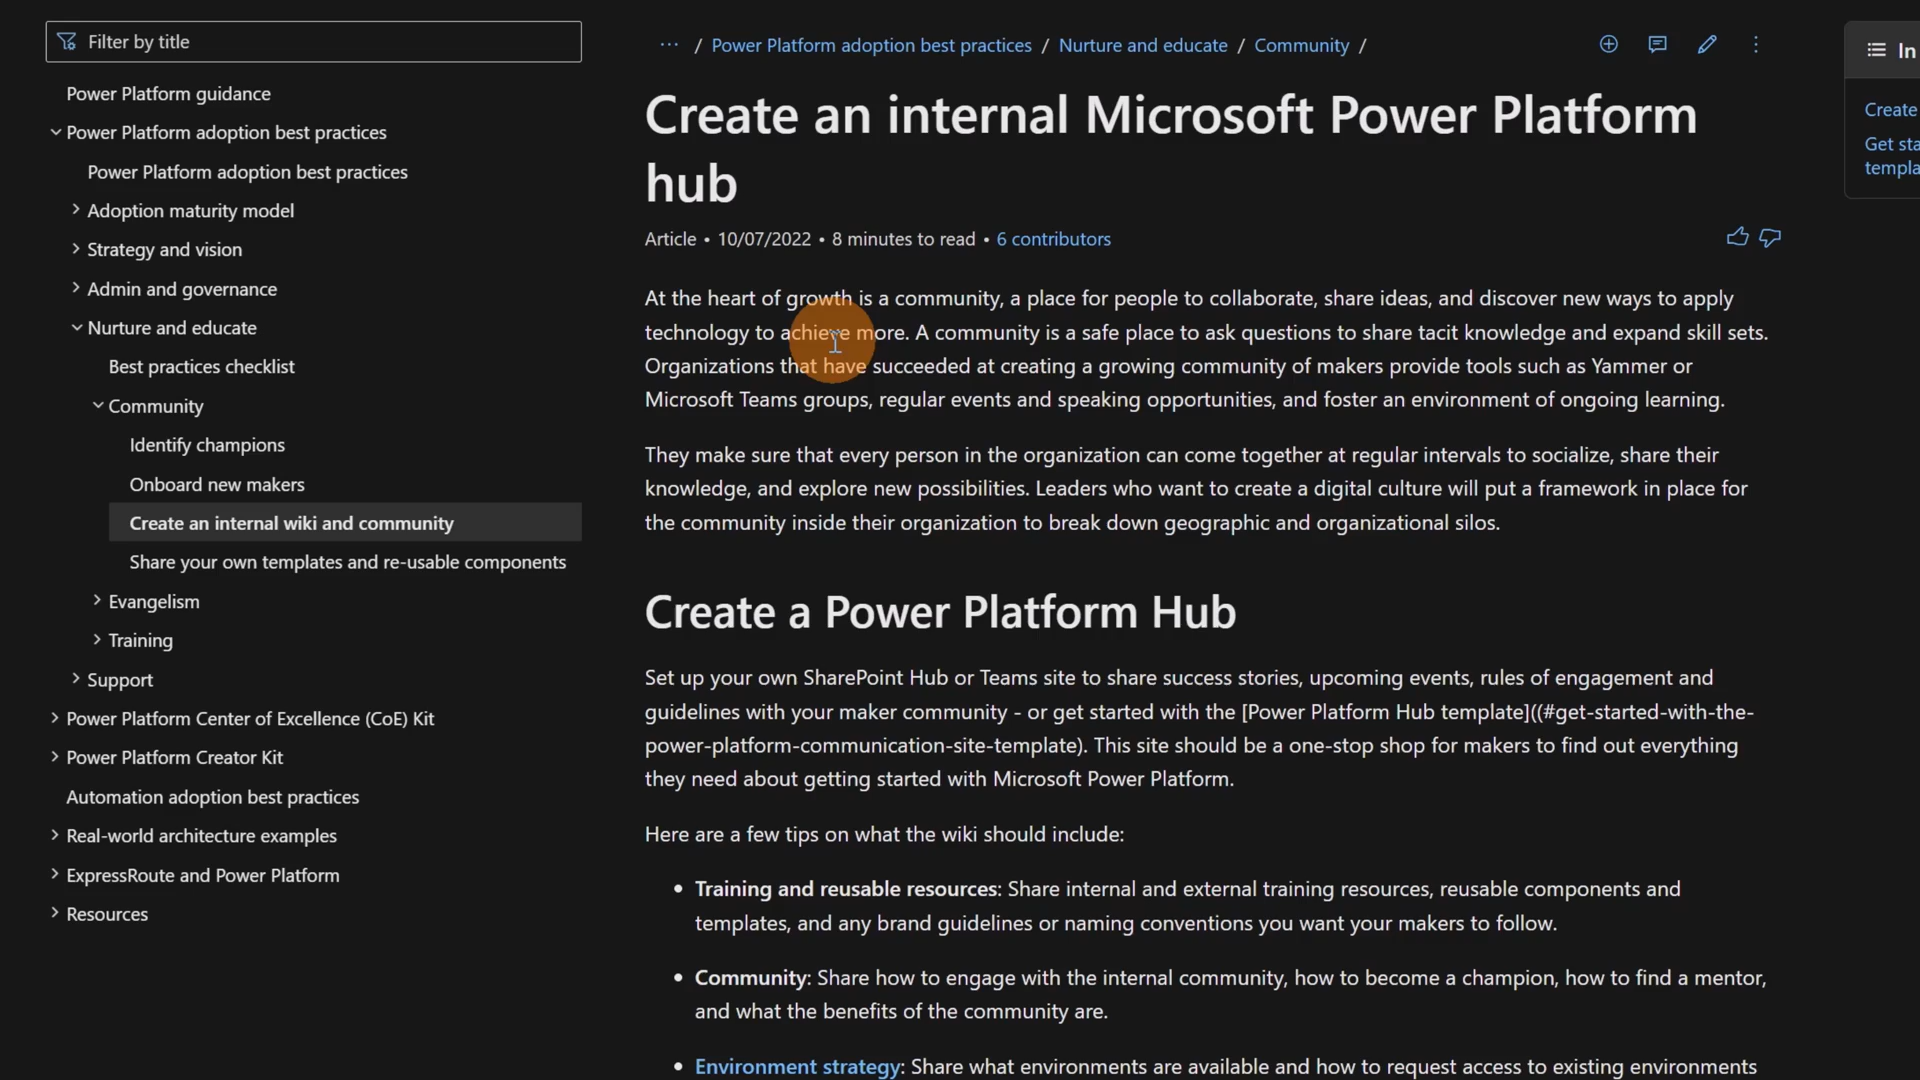 Filter by title
Power Platform guidance
Power Platform adoption best practices
Power Platform adoption best practices
Adoption maturity model
Strategy and vision
Admin and governance
Nurture and educate
Best practices checklist
Community
Identify champions
Onboard new makers
Create an internal wiki and community
Share your own templates and re-usable components
Evangelism
Training
Support
Power Platform Center of Excellence (CoE) Kit
Power Platform Creator Kit
Automation adoption best practices
Real-world architecture examples
ExpressRoute and Power Platform
Resources
... / Power Platform adoption best practices / Nurture and educate / Community /
Create an internal Microsoft Power Platform
hub
Article • 10/07/2022 • 8 minutes to read • 6 contributors
At the heart of growth is a community, a place for people to collaborate, share ideas, and discover new ways to apply
technology to achieve more. A community is a safe place to ask questions to share tacit knowledge and expand skill sets.
Organizations that have succeeded at creating a growing community of makers provide tools such as Yammer or
Microsoft Teams groups, regular events and speaking opportunities, and foster an environment of ongoing learning.
They make sure that every person in the organization can come together at regular intervals to socialize, share their
knowledge, and explore new possibilities. Leaders who want to create a digital culture will put a framework in place for
the community inside their organization to break down geographic and organizational silos.
Create a Power Platform Hub
Set up your own SharePoint Hub or Teams site to share success stories, upcoming events, rules of engagement and
guidelines with your maker community - or get started with the [Power Platform Hub template]((#get-started-with-the-
power-platform-communication-site-template). This site should be a one-stop shop for makers to find out everything
they need about getting started with Microsoft Power Platform.
Here are a few tips on what the wiki should include:
• Training and reusable resources: Share internal and external training resources, reusable components and
templates, and any brand guidelines or naming conventions you want your makers to follow.
• Community: Share how to engage with the internal community, how to become a champion, how to find a mentor,
and what the benefits of the community are.
• Environment strategy: Share what environments are available and how to request access to existing environments
In
Create
Get sta
templa